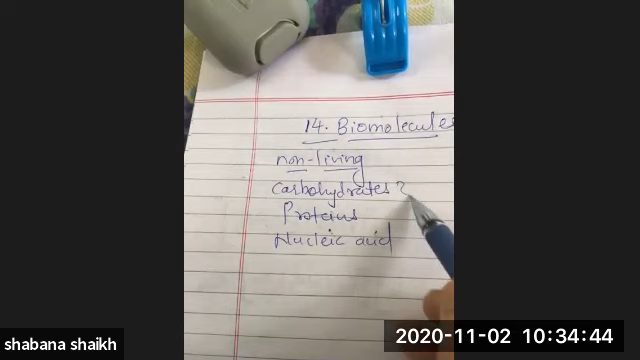 14. Biomolecules
non-living
Carbohydrates
Proteins
Nucleic acid
shabana shaikh
2020-11-02 10:34:44